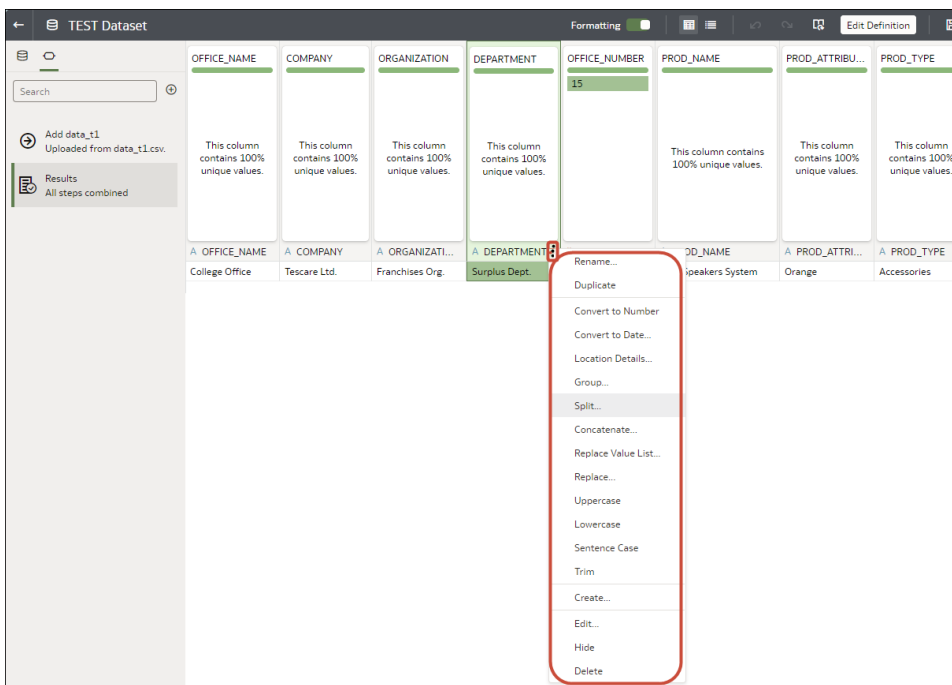 TEST Dataset
Formatting
Edit Definition
Search
Add data_t1
Uploaded from data_t1.csv.
Results
All steps combined
OFFICE_NAME
COMPANY
ORGANIZATION
DEPARTMENT
OFFICE_NUMBER
PROD_NAME
PROD_ATTRIBU...
PROD_TYPE
This column
contains 100%
unique values.
This column
contains 100%
unique values.
This column
contains 100%
unique values.
This column
contains 100%
unique values.
15
This column contains
100% unique values.
This column
contains 100%
unique values.
This column
contains 100%
unique values.
A OFFICE_NAME
A COMPANY
A ORGANIZATI...
A DEPARTMENT
OD_NAME
A PROD_ATTRI...
A PROD_TYPE
College Office
Tescare Ltd.
Franchises Org.
Surplus Dept.
Speakers System
Orange
Accessories
Rename...
Duplicate
Convert to Number
Convert to Date...
Location Details...
Group...
Split...
Concatenate...
Replace Value List...
Replace...
Uppercase
Lowercase
Sentence Case
Trim
Create...
Edit...
Hide
Delete